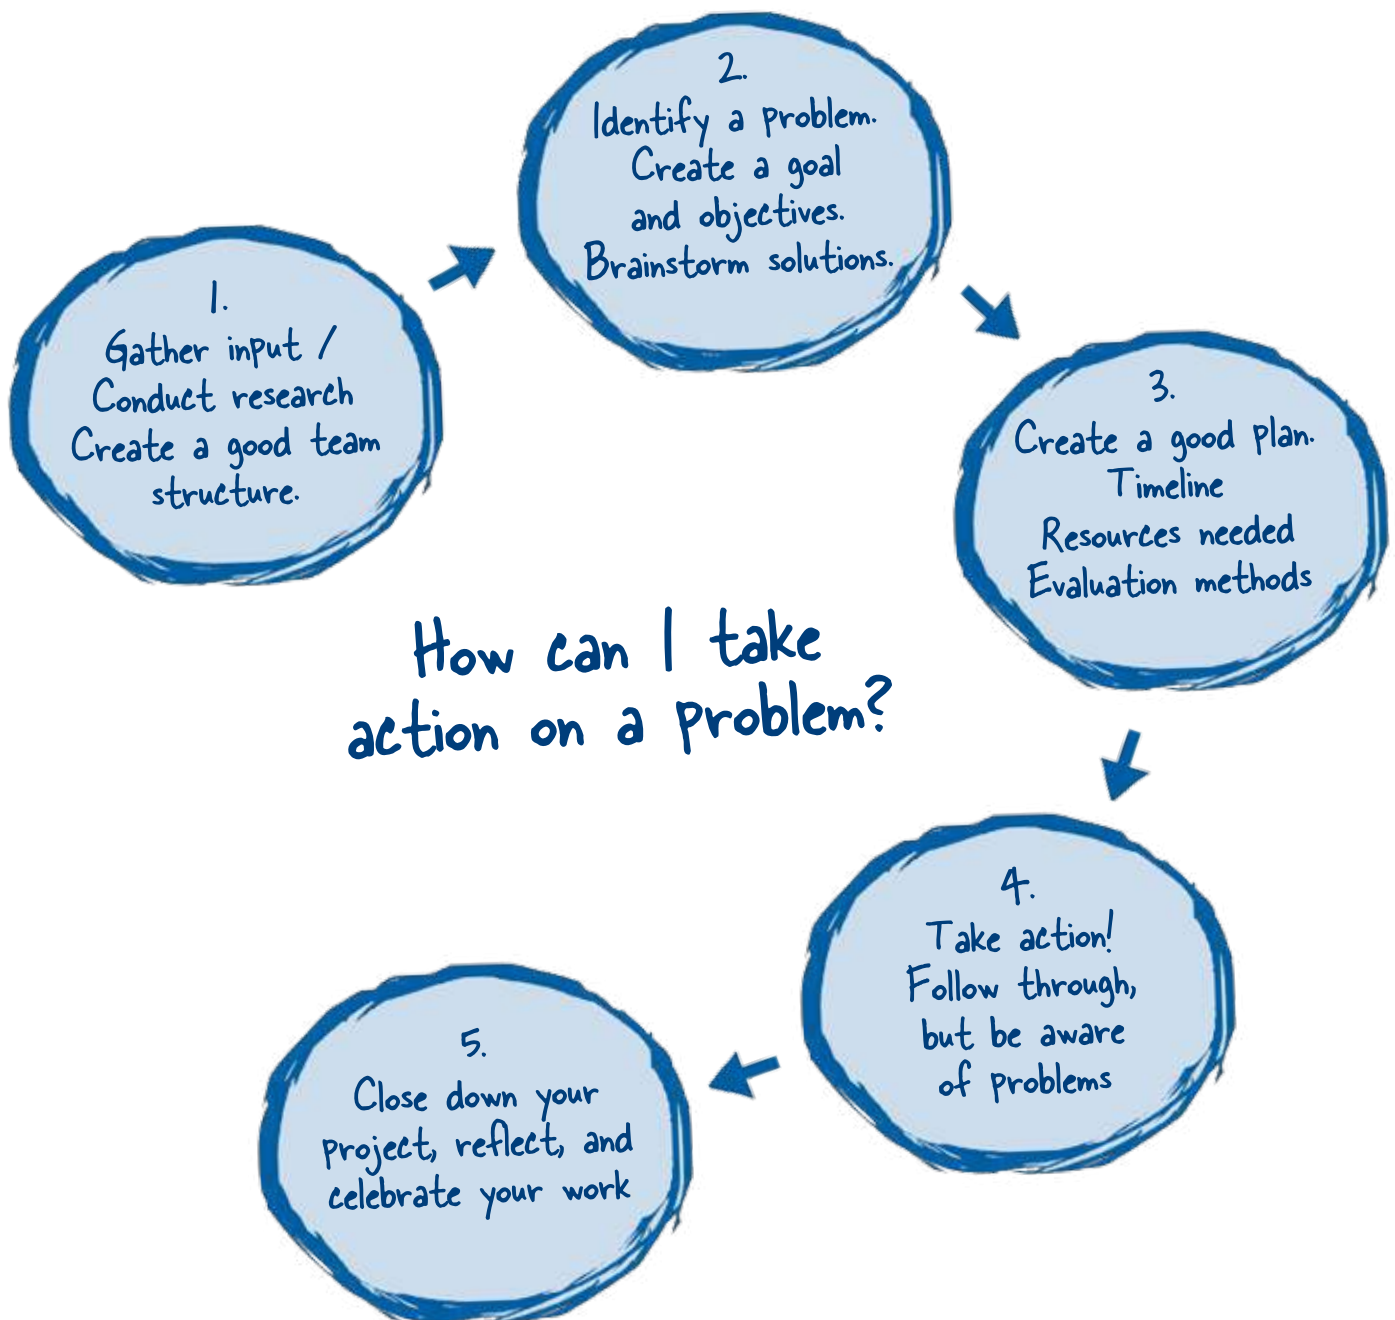 1.
Gather input /
Conduct research
Create a good team
structure.
2.
Identify a problem.
Create a goal
and objectives.
Brainstorm solutions.
3.
Create a good plan.
Timeline
Resources needed
Evaluation methods
How can I take
action on a problem?
4.
Take action!
Follow through,
but be aware
of problems
5.
Close down your
project, reflect, and
celebrate your work